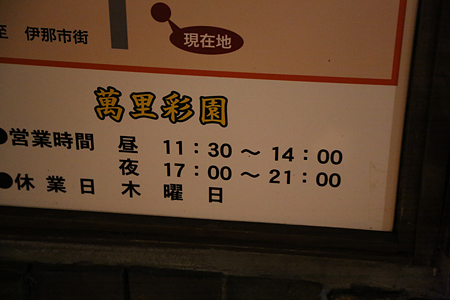 至 伊那市街
現在地
萬里彩園
●営業時間 昼 11：30～14：00
夜 17：00～21：00
●休業日 木曜日